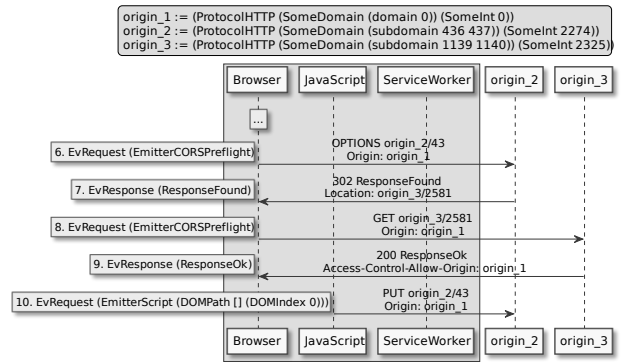 origin_1 := (ProtocolHTTP (SomeDomain (domain 0)) (SomeInt 0))
origin_2 := (ProtocolHTTP (SomeDomain (subdomain 436 437)) (SomeInt 2274))
origin_3 := (ProtocolHTTP (SomeDomain (subdomain 1139 1140)) (SomeInt 2325))
Browser JavaScript ServiceWorker origin_2 origin_3
...
6. EvRequest (EmitterCORSPreflight)
OPTIONS origin_2/43
Origin: origin_1
7. EvResponse (ResponseFound)
302 ResponseFound
Location: origin_3/2581
8. EvRequest (EmitterCORSPreflight)
GET origin_3/2581
Origin: origin_1
9. EvResponse (ResponseOk)
200 ResponseOk
Access-Control-Allow-Origin: origin_1
10. EvRequest (EmitterScript (DOMPath [] (DOMIndex 0)))
PUT origin_2/43
Origin: origin_1
Browser JavaScript ServiceWorker origin_2 origin_3